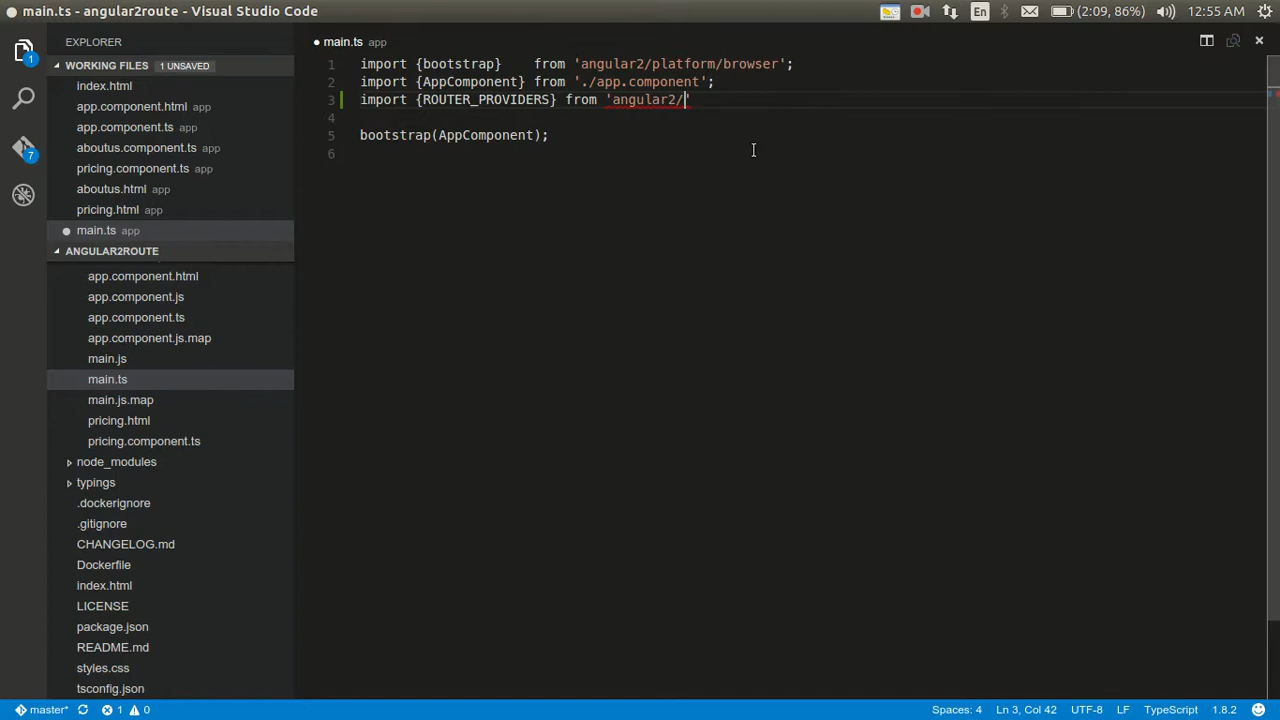 main.ts - angular2route - Visual Studio Code
En
(2:09, 86%)
12:55 AM
EXPLORER
1
7
WORKING FILES 1 UNSAVED
index.html
app.component.html app
app.component.ts app
aboutus.component.ts app
pricing.component.ts app
aboutus.html app
pricing.html app
main.ts app
ANGULAR2ROUTE
app.component.html
app.component.js
app.component.ts
app.component.js.map
main.js
main.ts
main.js.map
pricing.html
pricing.component.ts
node_modules
typings
.dockerignore
.gitignore
CHANGELOG.md
Dockerfile
index.html
LICENSE
package.json
README.md
styles.css
tsconfig.json
main.ts app
1 import {bootstrap}    from 'angular2/platform/browser';
2 import {AppComponent} from './app.component';
3 import {ROUTER_PROVIDERS} from 'angular2/'
4
5 bootstrap(AppComponent);
6
master* 1 0
Spaces: 4 Ln 3, Col 42 UTF-8 LF TypeScript 1.8.2